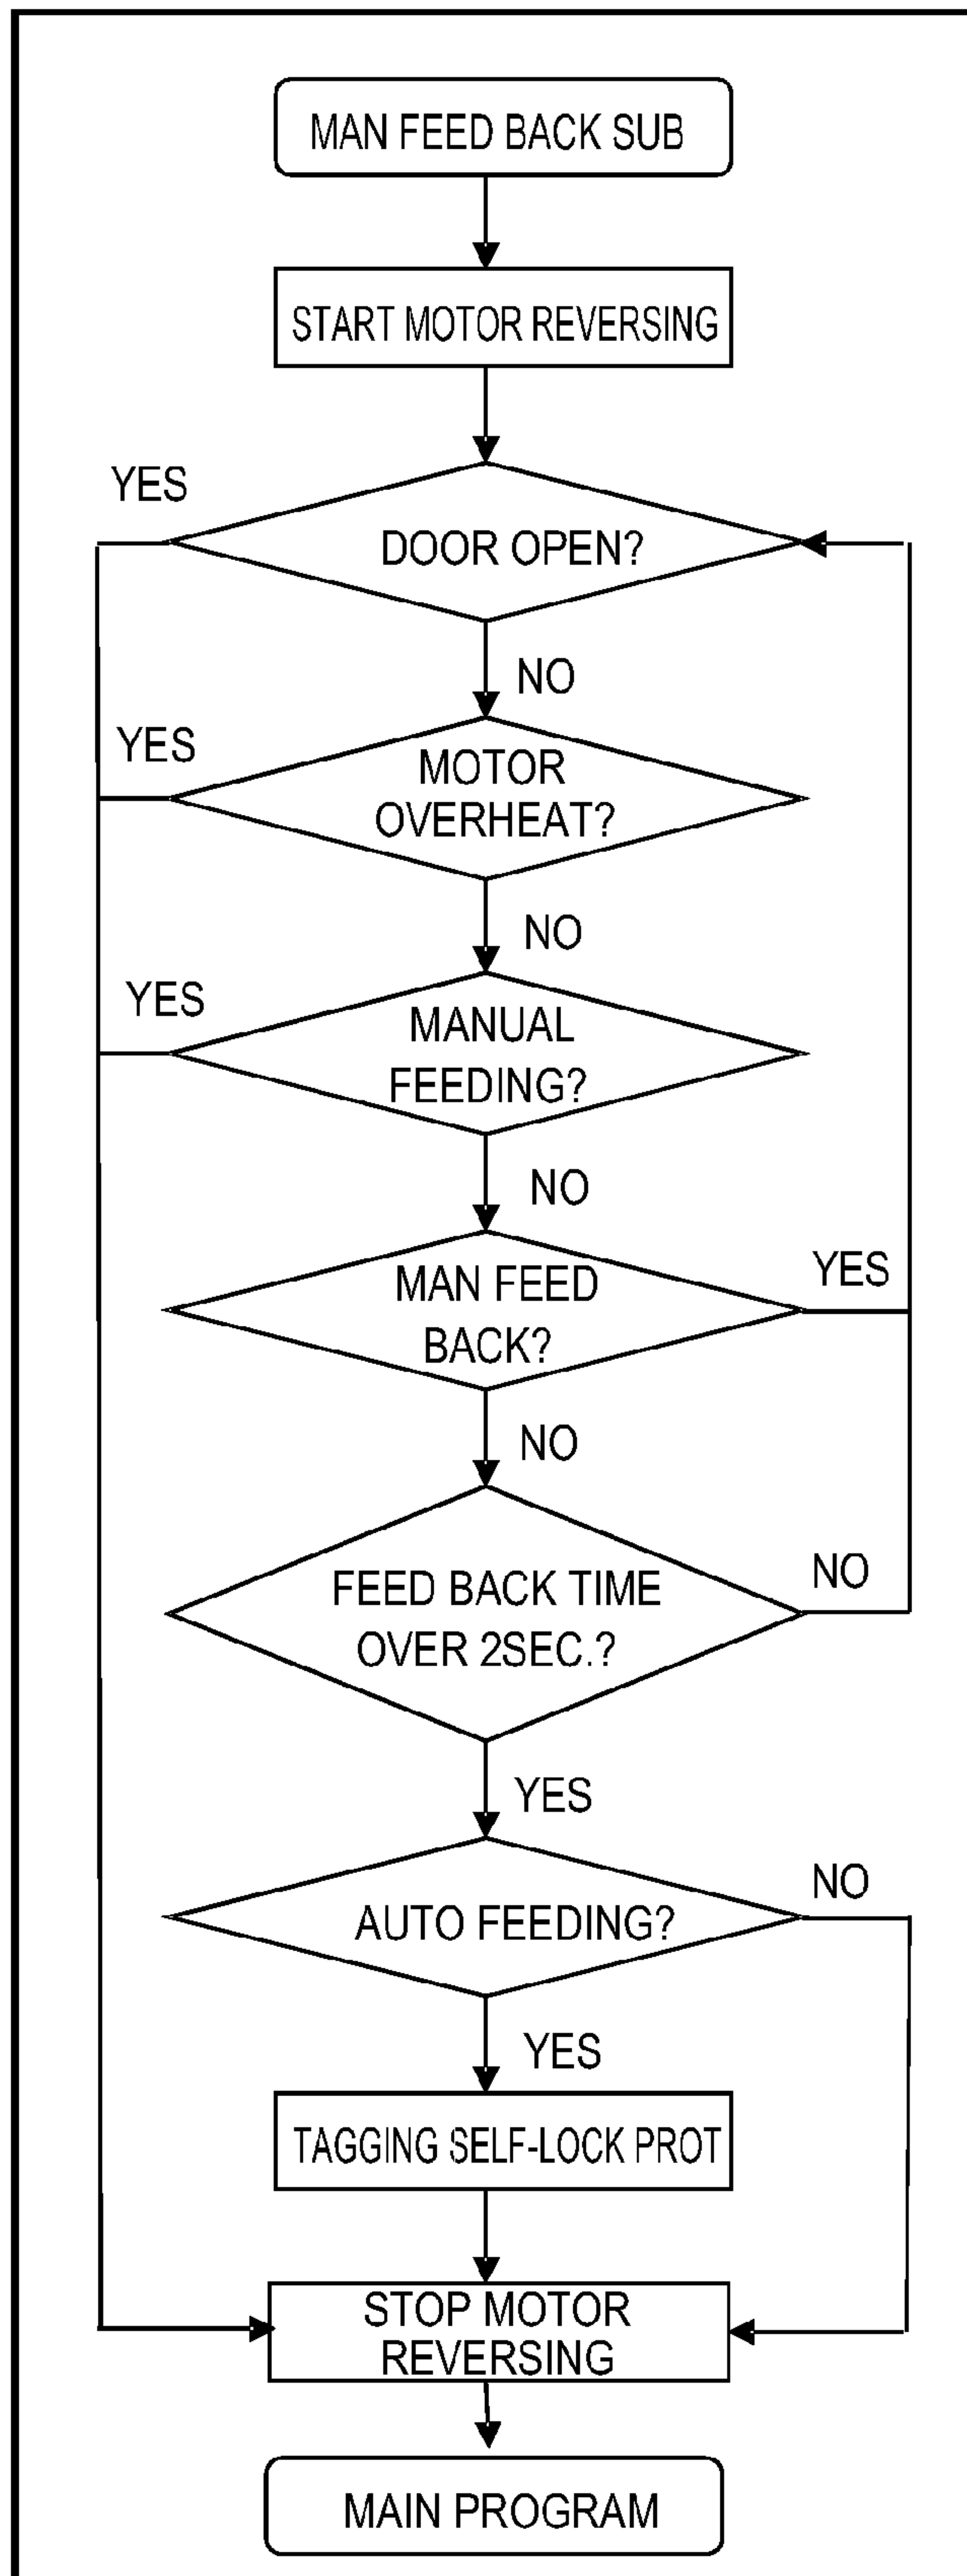 MAN FEED BACK SUB
START MOTOR REVERSING
YES
DOOR OPEN?
NO
YES
MOTOR
OVERHEAT?
NO
YES
MANUAL
FEEDING?
NO
MAN FEED
BACK?
YES
NO
FEED BACK TIME
OVER 2SEC.?
NO
YES
AUTO FEEDING?
NO
YES
TAGGING SELF-LOCK PROT
STOP MOTOR
REVERSING
MAIN PROGRAM